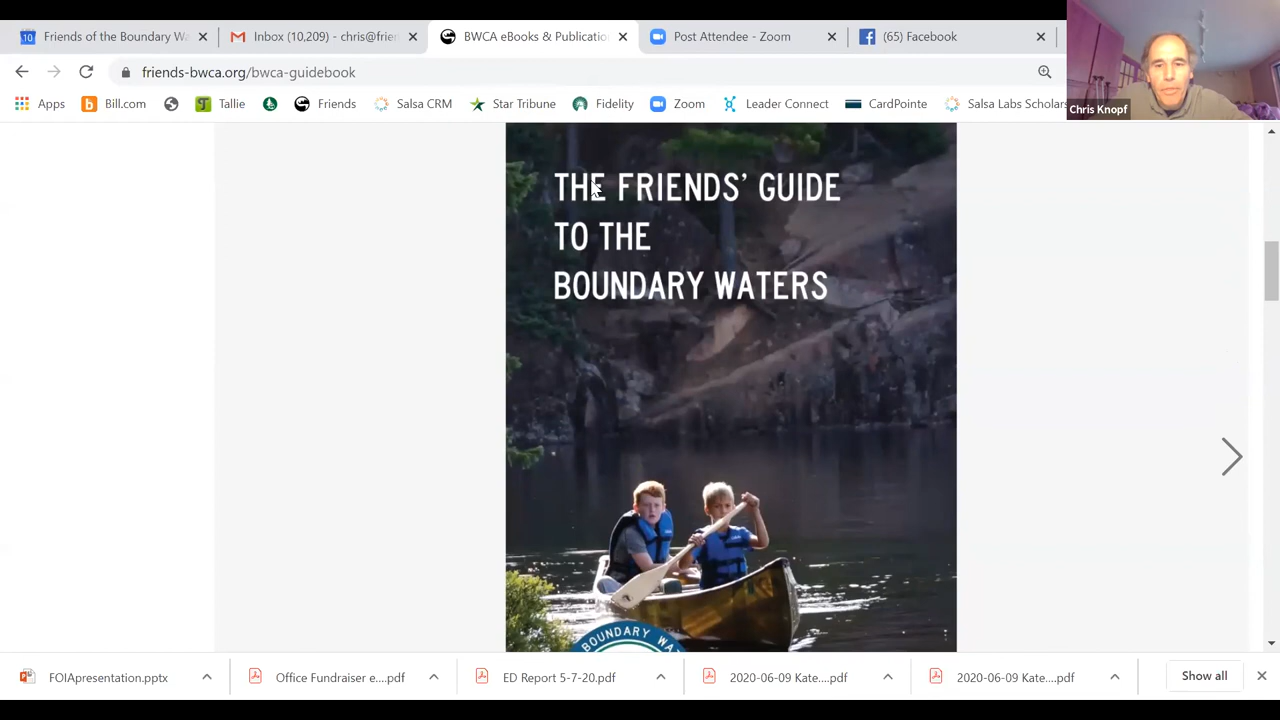 Friends of the Boundary Wa
Inbox (10,209) - chris@frien
BWCA eBooks & Publicatio
Post Attendee - Zoom
(65) Facebook
friends-bwca.org/bwca-guidebook
Apps
Bill.com
Tallie
Friends
Salsa CRM
Star Tribune
Fidelity
Zoom
Leader Connect
CardPointe
Salsa Labs Scholars
Chris Knopf
THE FRIENDS' GUIDE
TO THE
BOUNDARY WATERS
BOUNDARY WA
FOIApresentation.pptx
Office Fundraiser e....pdf
ED Report 5-7-20.pdf
2020-06-09 Kate....pdf
2020-06-09 Kate....pdf
Show all